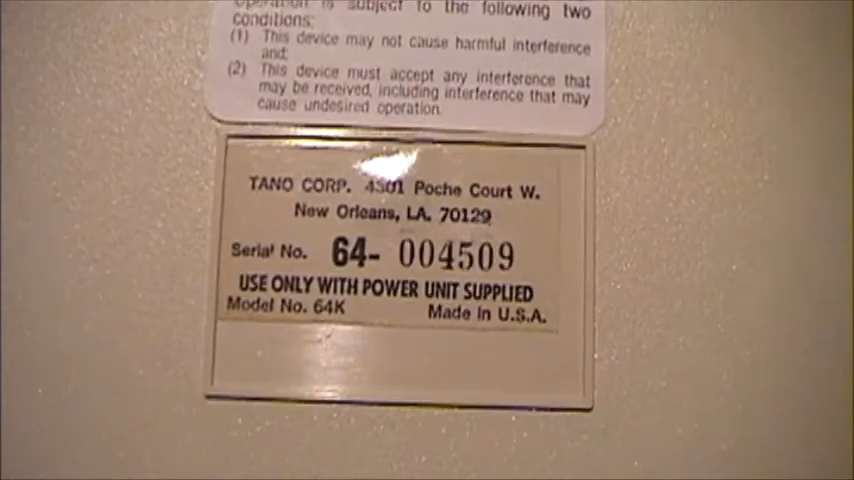 Operation is subject to the following two
conditions:
(1) This device may not cause harmful interference
and;
(2) This device must accept any interference that
may be received, including interference that may
cause undesired operation.
TANO CORP. 4301 Poche Court W.
New Orleans, LA. 70129
Serial No. 64- 004509
USE ONLY WITH POWER UNIT SUPPLIED
Model No. 64K Made in U.S.A.